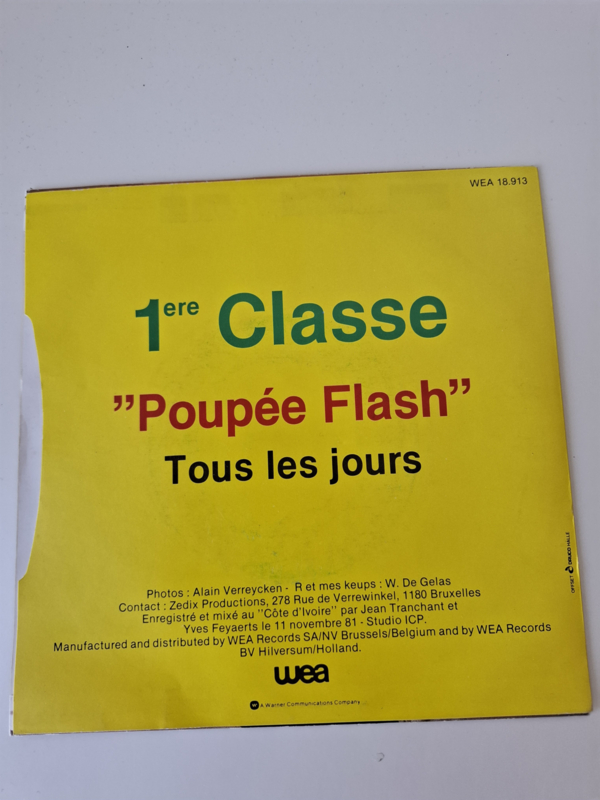 WEA 18.913
1ere Classe
"Poupée Flash"
Tous les jours
Photos : Alain Verreycken - R et mes keups : W. De Gelas
Contact : Zedix Productions, 278 Rue de Verrewinkel, 1180 Bruxelles
Enregistré et mixé au "Côte d'Ivoire" par Jean Tranchant et
Yves Feyaerts le 11 novembre 81 - Studio ICP.
Manufactured and distributed by WEA Records SA/NV Brussels/Belgium and by WEA Records
BV Hilversum/Holland.
wea
A Warner Communications Company
OFFSET DOUCO HALLE